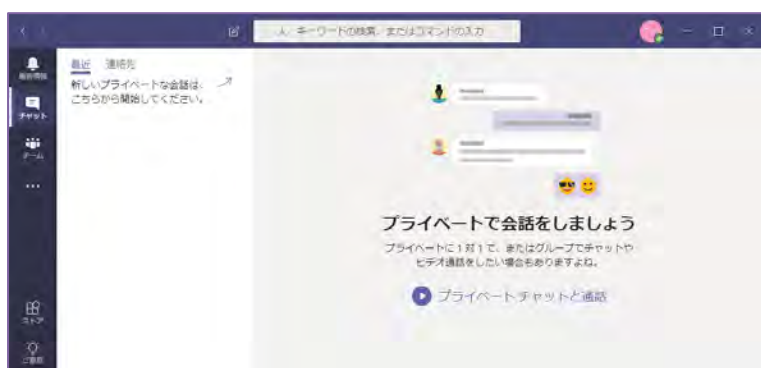 人、キーワードの検索、またはコマンドの入力
最新情報
チャット
チーム
ストア
最近 連絡先
新しいプライベートな会話は、
こちらから開始してください。
プライベートで会話をしましょう
プライベートに1対1で、またはグループでチャットや
ビデオ通話をしたい場合もありますよね。
プライベートチャットと通話